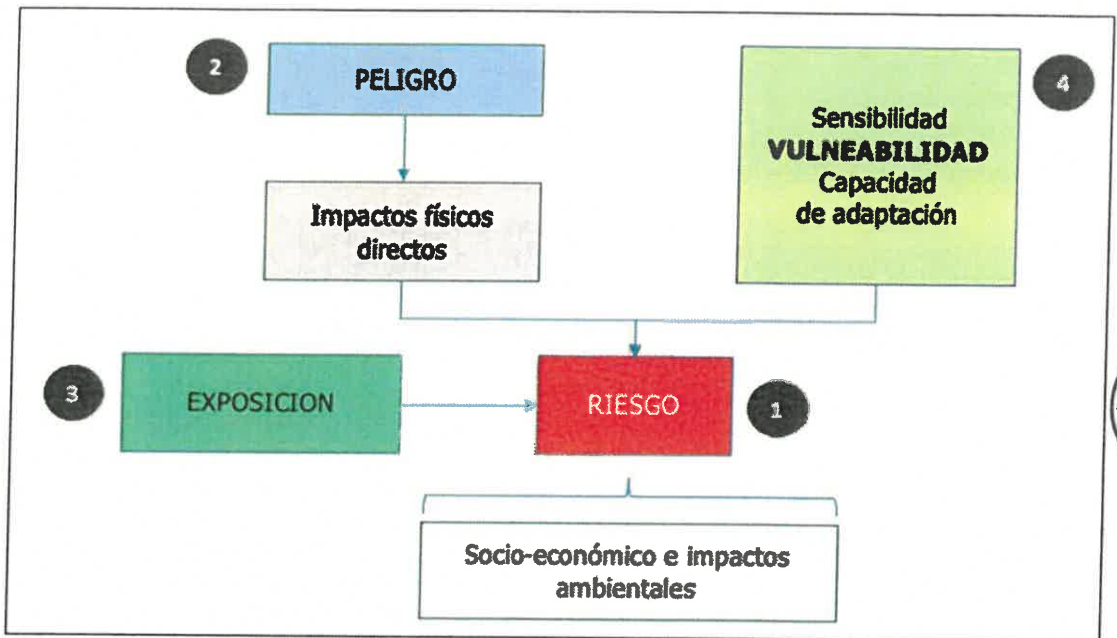 2
PELIGRO
4
Sensibilidad
VULNEABILIDAD
Capacidad
de adaptación
Impactos físicos
directos
3
EXPOSICION
RIESGO
1
Socio-económico e impactos
ambientales